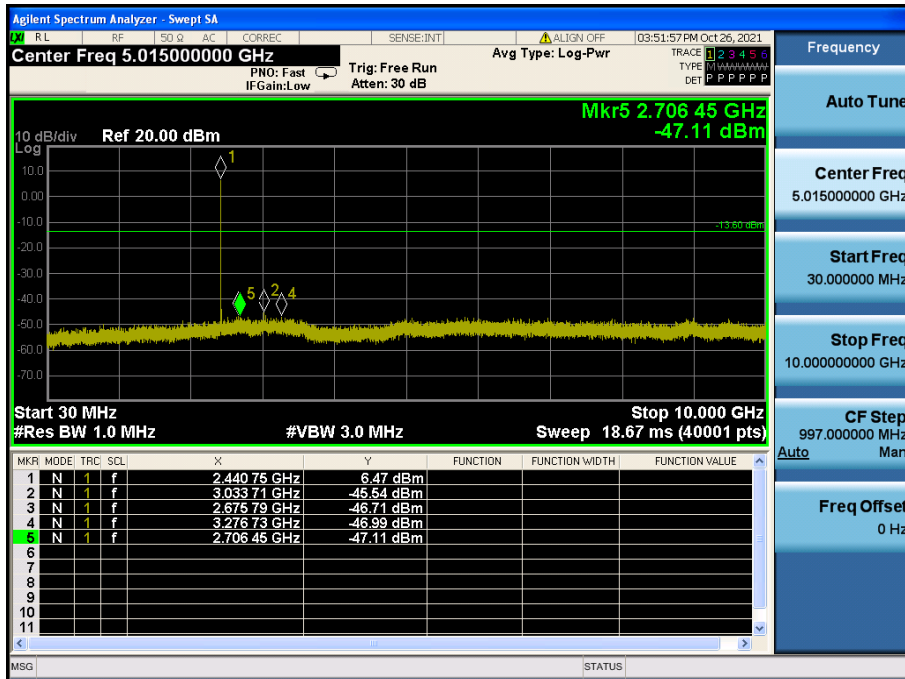 Agilent Spectrum Analyzer - Swept SA
LXI RL RF 50 Ω AC CORREC SENSE:INT ALIGN OFF 03:51:57 PM Oct 26, 2021
Center Freq 5.015000000 GHz
PNO: Fast
IFGain:Low
Trig: Free Run
Atten: 30 dB
Avg Type: Log-Pwr
TRACE 1 2 3 4 5 6
TYPE MWWWWW
DET P P P P P P
Mkr5 2.706 45 GHz
-47.11 dBm
10 dB/div Ref 20.00 dBm
Log
10.0
0.00
-10.0
-20.0
-30.0
-40.0
-50.0
-60.0
-70.0
1
-13.60 dBm
5 2 4
Start 30 MHz Stop 10.000 GHz
#Res BW 1.0 MHz #VBW 3.0 MHz Sweep 18.67 ms (40001 pts)
MKR MODE TRC SCL X Y FUNCTION FUNCTION WIDTH FUNCTION VALUE
1 N 1 f 2.440 75 GHz 6.47 dBm
2 N 1 f 3.033 71 GHz -45.54 dBm
3 N 1 f 2.675 79 GHz -46.71 dBm
4 N 1 f 3.276 73 GHz -46.99 dBm
5 N 1 f 2.706 45 GHz -47.11 dBm
6
7
8
9
10
11
MSG STATUS
Frequency
Auto Tune
Center Freq
5.015000000 GHz
Start Freq
30.000000 MHz
Stop Freq
10.000000000 GHz
CF Step
997.000000 MHz
Auto Man
Freq Offset
0 Hz